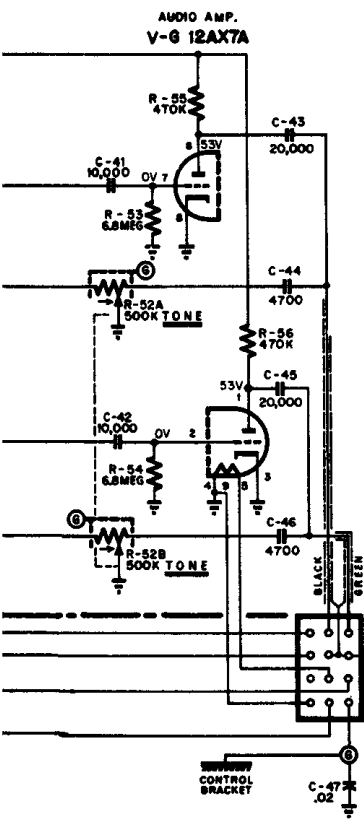 AUDIO AMP.
V-G 12AX7A
R-55
470K
6 53V
C-43
20,000
C-41
10,000
0V 7
R-53
6.8MEG
8
G
C-44
4700
R-52A
500K TONE
R-56
470K
C-45
20,000
53V
1
C-42
10,000
0V
2
R-54
6.8MEG
4 9 5
3
G
C-46
4700
R-52B
500K TONE
BLACK
GREEN
G
CONTROL
BRACKET
C-47
.02